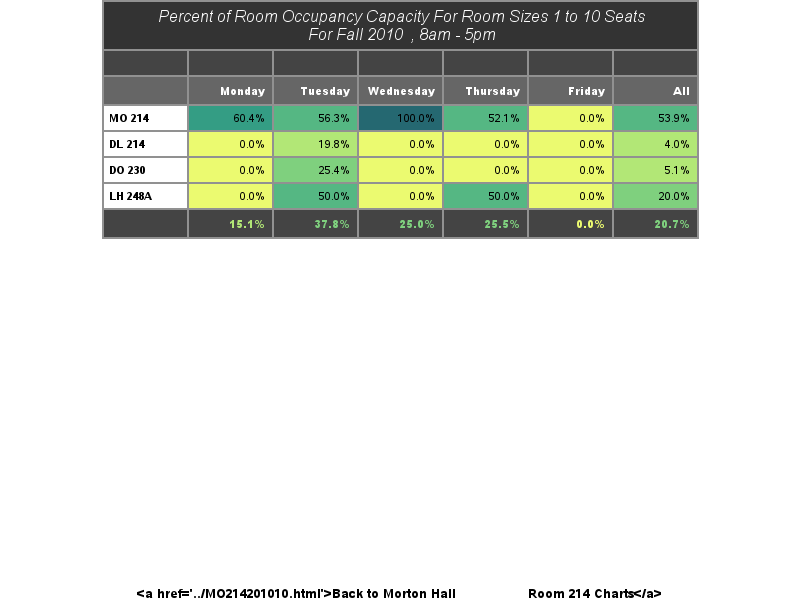 Percent of Room Occupancy Capacity For Room Sizes 1 to 10 Seats
For Fall 2010 , 8am - 5pm
Monday Tuesday Wednesday Thursday Friday All
MO 214 60.4% 56.3% 100.0% 52.1% 0.0% 53.9%
DL 214 0.0% 19.8% 0.0% 0.0% 0.0% 4.0%
DO 230 0.0% 25.4% 0.0% 0.0% 0.0% 5.1%
LH 248A 0.0% 50.0% 0.0% 50.0% 0.0% 20.0%
15.1% 37.8% 25.0% 25.5% 0.0% 20.7%
<a href='../MO214201010.html'>Back to Morton Hall Room 214 Charts</a>